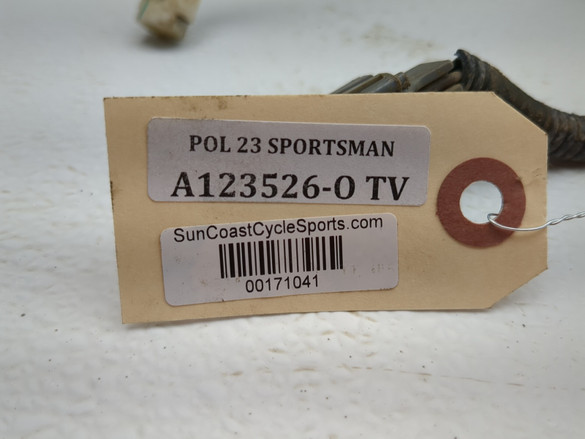 POL 23 SPORTSMAN
A123526-O TV
SunCoastCycleSports.com
00171041